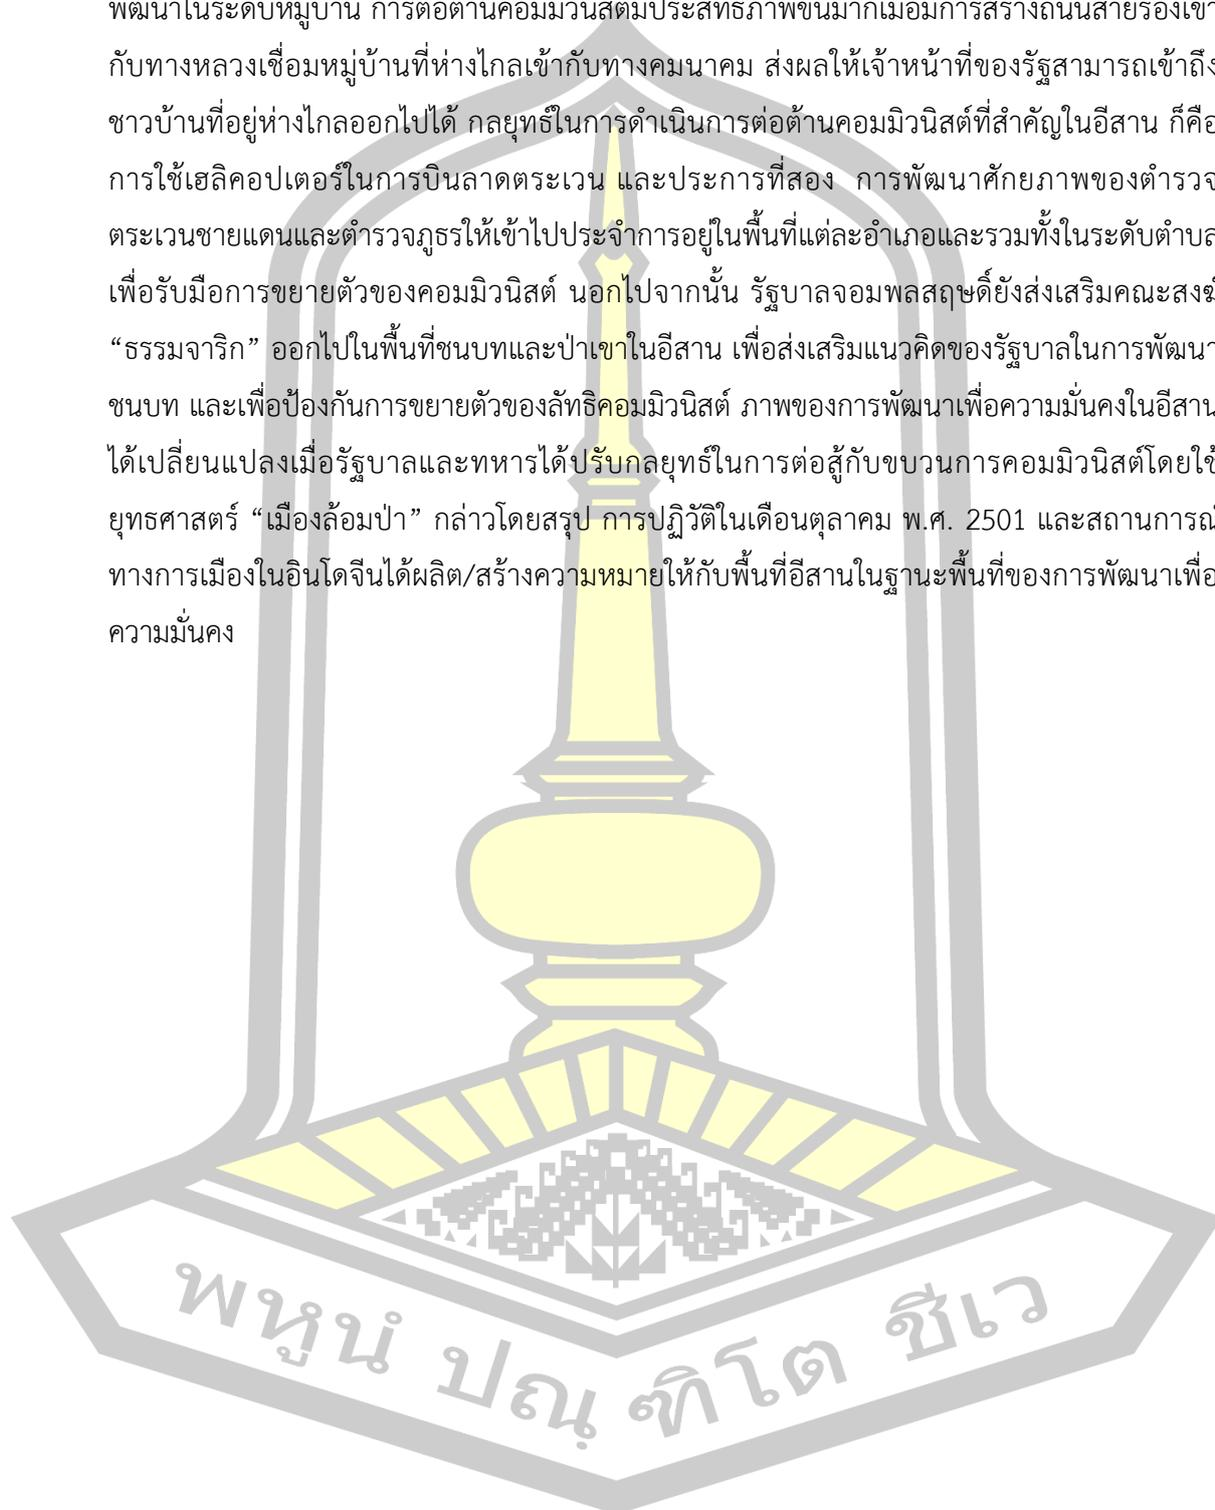 พัฒนาในระดับหมู่บ้าน การต่อต้านคอมมิวนิสต์มีประสิทธิภาพขึ้นมากเมื่อมีการสร้างถนนสายรองเข้า
กับทางหลวงเชื่อมหมู่บ้านที่ห่างไกลเข้ากับทางคมนาคม ส่งผลให้เจ้าหน้าที่ของรัฐสามารถเข้าถึง
ชาวบ้านที่อยู่ห่างไกลออกไปได้ กลยุทธ์ในการดำเนินการต่อต้านคอมมิวนิสต์ที่สำคัญในอีสาน ก็คือ
การใช้เฮลิคอปเตอร์ในการบินลาดตระเวน และประการที่สอง การพัฒนาศักยภาพของตำรวจ
ตระเวนชายแดนและตำรวจภูธรให้เข้าไปประจำการอยู่ในพื้นที่แต่ละอำเภอและรวมทั้งในระดับตำบล
เพื่อรับมือการขยายตัวของคอมมิวนิสต์ นอกไปจากนั้น รัฐบาลจอมพลสฤษดิ์ยังส่งเสริมคณะสงฆ์
“ธรรมจาริก” ออกไปในพื้นที่ชนบทและป่าเขาในอีสาน เพื่อส่งเสริมแนวคิดของรัฐบาลในการพัฒนา
ชนบท และเพื่อป้องกันการขยายตัวของลัทธิคอมมิวนิสต์ ภาพของการพัฒนาเพื่อความมั่นคงในอีสาน
ได้เปลี่ยนแปลงเมื่อรัฐบาลและทหารได้ปรับกลยุทธ์ในการต่อสู้กับขบวนการคอมมิวนิสต์โดยใช้
ยุทธศาสตร์ “เมืองล้อมป่า” กล่าวโดยสรุป การปฏิวัติในเดือนตุลาคม พ.ศ. 2501 และสถานการณ์
ทางการเมืองในอินโดจีนได้ผลิต/สร้างความหมายให้กับพื้นที่อีสานในฐานะพื้นที่ของการพัฒนาเพื่อ
ความมั่นคง
พหูนํ ปณฺฑิโต ชีเว